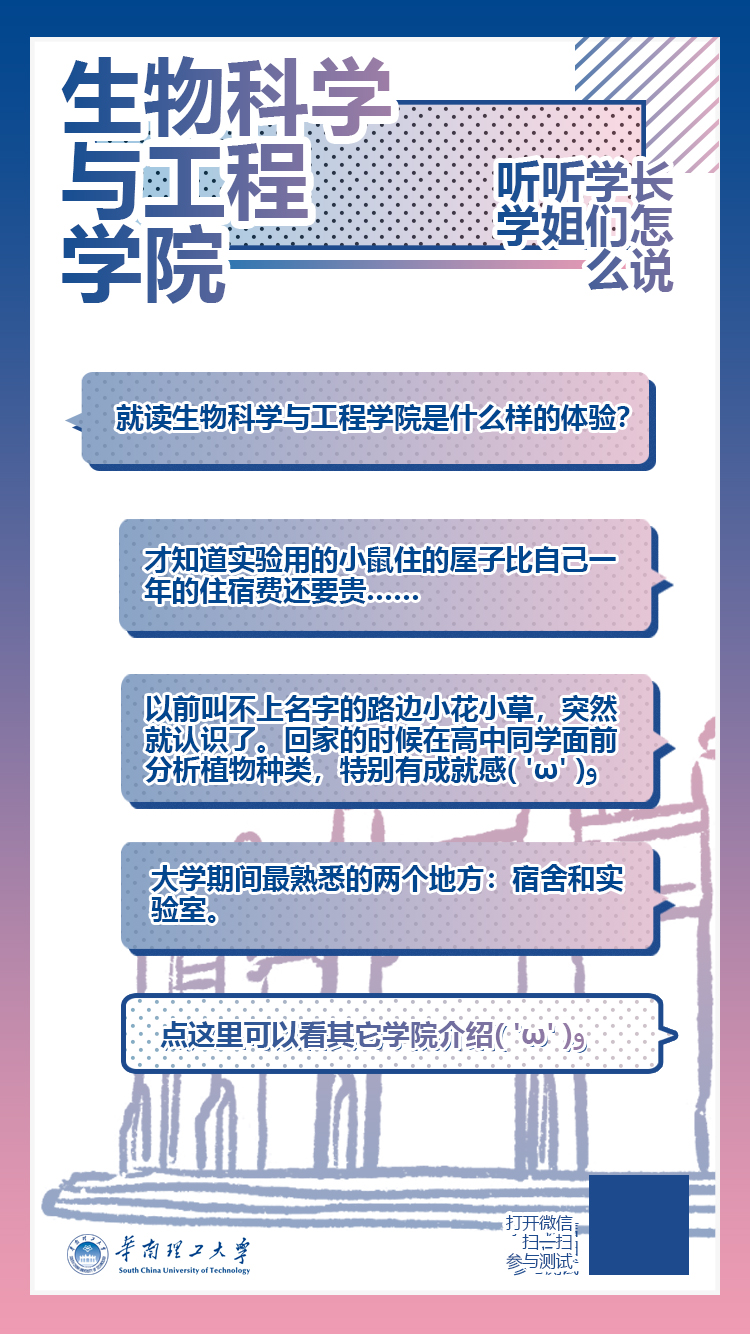 生物科学
与工程
学院
听听学长
学姐们怎
么说
就读生物科学与工程学院是什么样的体验?
才知道实验用的小鼠住的屋子比自己一
年的住宿费还要贵……
以前叫不上名字的路边小花小草，突然
就认识了。回家的时候在高中同学面前
分析植物种类，特别有成就感( 'ω' )و
大学期间最熟悉的两个地方：宿舍和实
验室。
点这里可以看其它学院介绍( 'ω' )و
华南理工大学
South China University of Technology
打开微信
扫一扫
参与测试